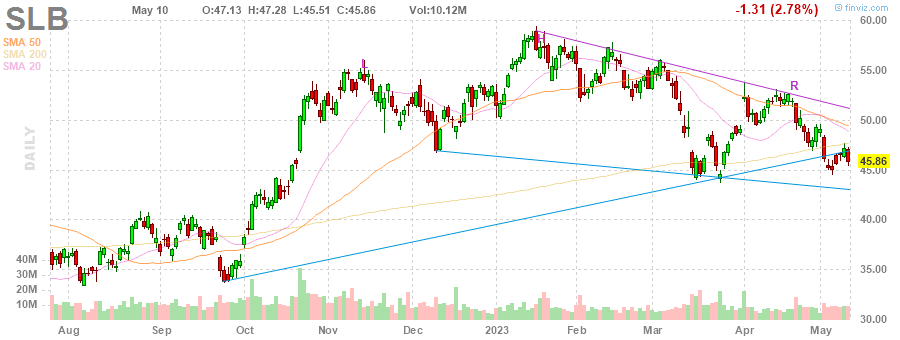 SLB May 10 O:47.13 H:47.28 L:45.51 C:45.86 Vol:10.12M -1.31 (2.78%) © finviz.com
SMA 50
SMA 200
SMA 20
60.00
55.00
50.00
45.86
45.00
40.00
35.00
30.00
DAILY
L
R
40M
30M
20M
10M
Aug Sep Oct Nov Dec 2023 Feb Mar Apr May